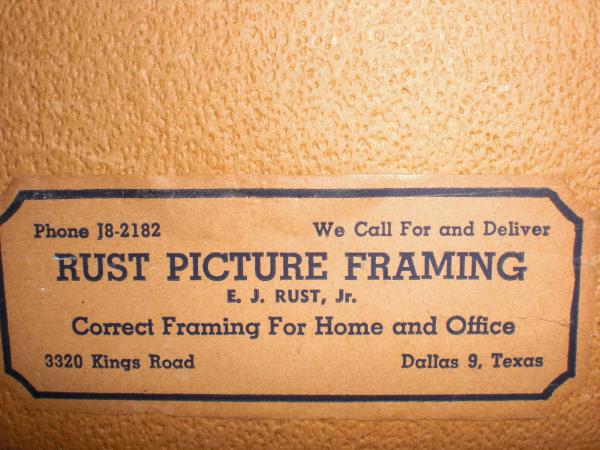 Phone J8-2182 We Call For and Deliver
RUST PICTURE FRAMING
E. J. RUST, Jr.
Correct Framing For Home and Office
3320 Kings Road Dallas 9, Texas